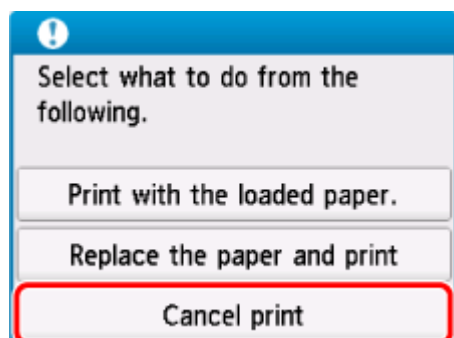 Select what to do from the
following.
Print with the loaded paper.
Replace the paper and print
Cancel print